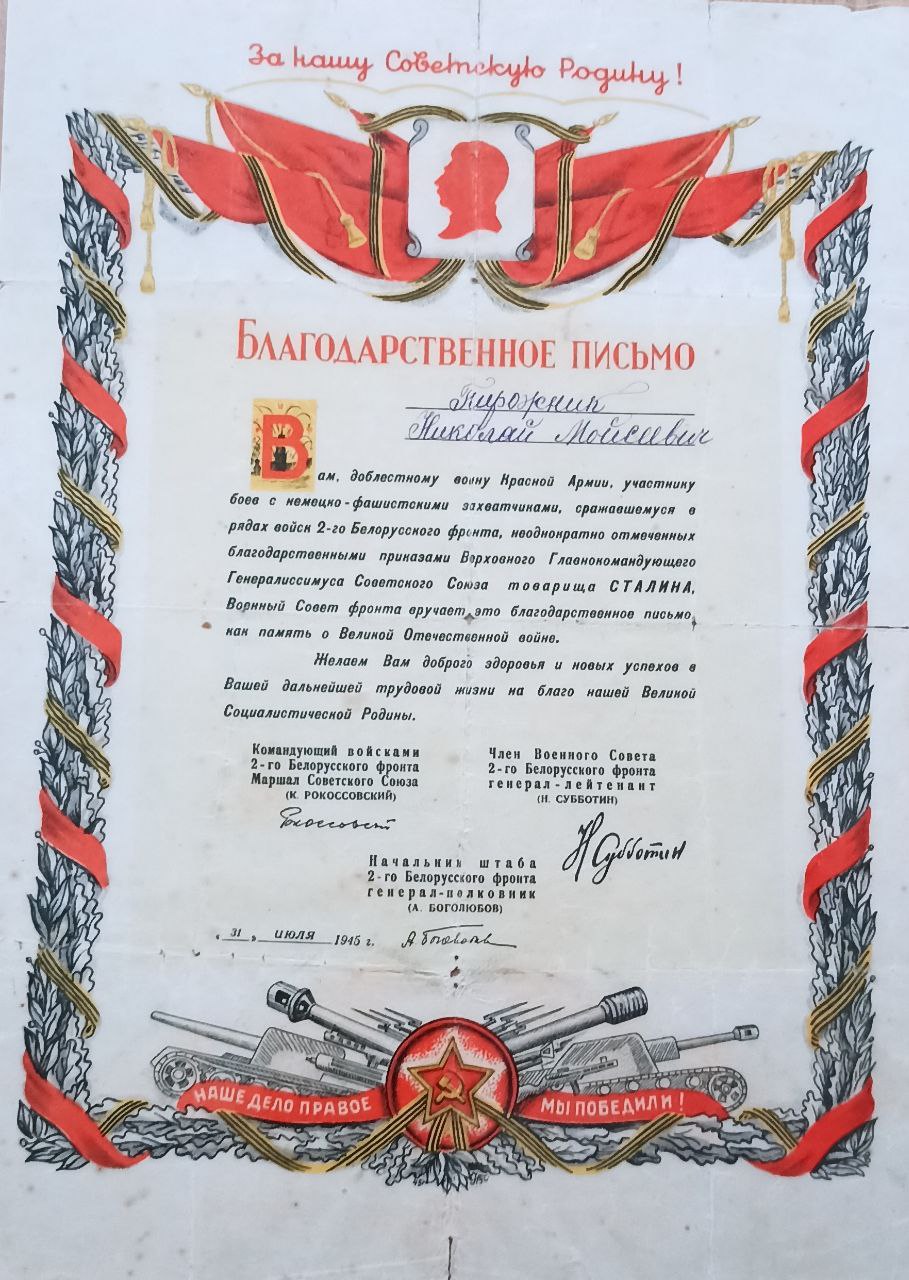 За нашу Советскую Родину!
БЛАГОДАРСТВЕННОЕ ПИСЬМО
Пирожник
Николай Мойсевич
Вам, доблестному воину Красной Армии, участнику
боев с немецко-фашистскими захватчиками, сражавшемуся в
рядах войск 2-го Белорусского фронта, неоднократно отмеченных
благодарственными приказами Верховного Главнокомандующего
Генералиссимуса Советского Союза товарища СТАЛИНА,
Военный Совет фронта вручает это благодарственное письмо,
как память о Великой Отечественной войне.
Желаем Вам доброго здоровья и новых успехов в
Вашей дальнейшей трудовой жизни на благо нашей Великой
Социалистической Родины.
Командующий войсками
2-го Белорусского фронта
Маршал Советского Союза
(К. РОКОССОВСКИЙ)
Член Военного Совета
2-го Белорусского фронта
генерал-лейтенант
(Н. СУББОТИН)
Н Субботин
Начальник штаба
2-го Белорусского фронта
генерал-полковник
(А. БОГОЛЮБОВ)
„31" июля 1945 г.
НАШЕ ДЕЛО ПРАВОЕ
МЫ ПОБЕДИЛИ!